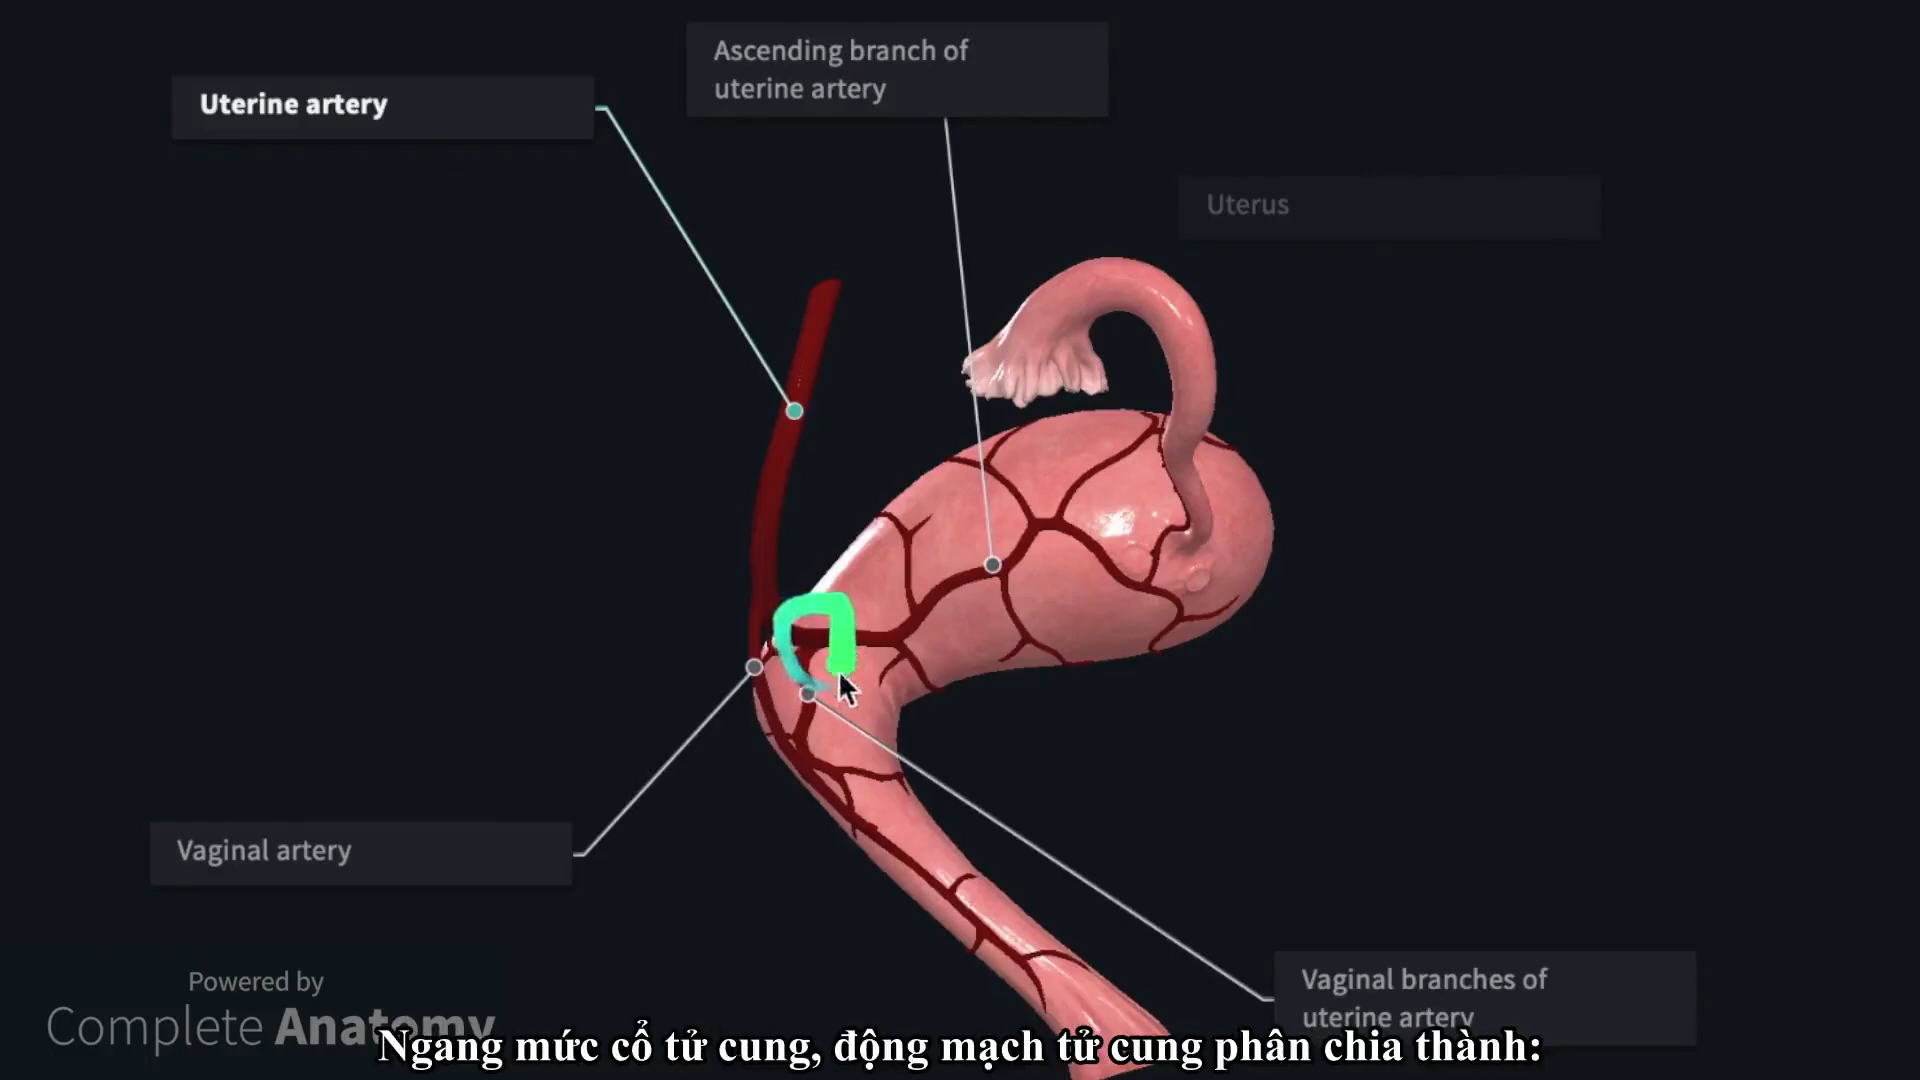 Ascending branch of
uterine artery
Uterine artery
Uterus
Vaginal artery
Vaginal branches of
uterine artery
Powered by
Complete Anatomy
Ngang mức cổ tử cung, động mạch tử cung phân chia thành: